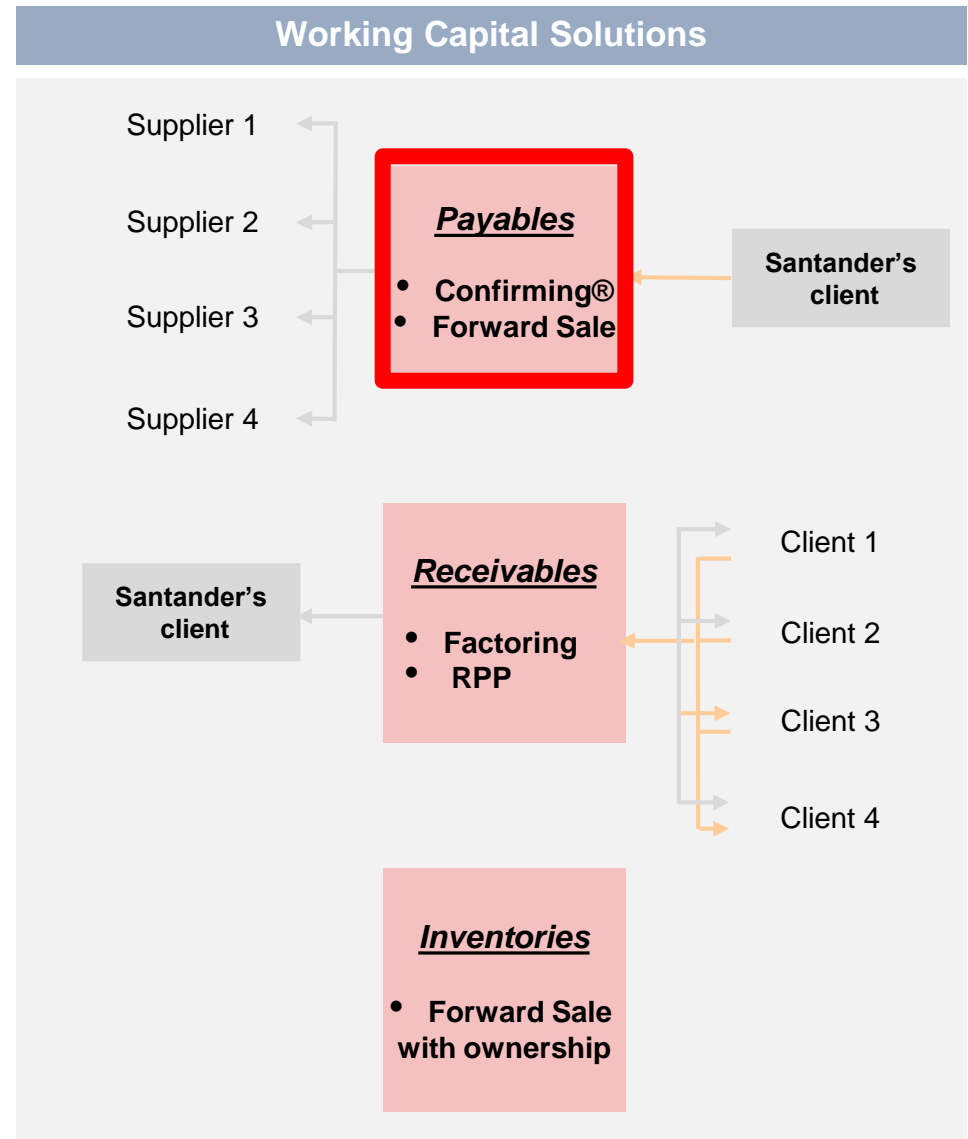 Working Capital Solutions
Supplier 1
Supplier 2
Supplier 3
Supplier 4
Payables
• Confirming®
• Forward Sale
Santander’s
client
Santander’s
client
Receivables
• Factoring
• RPP
Client 1
Client 2
Client 3
Client 4
Inventories
• Forward Sale
with ownership